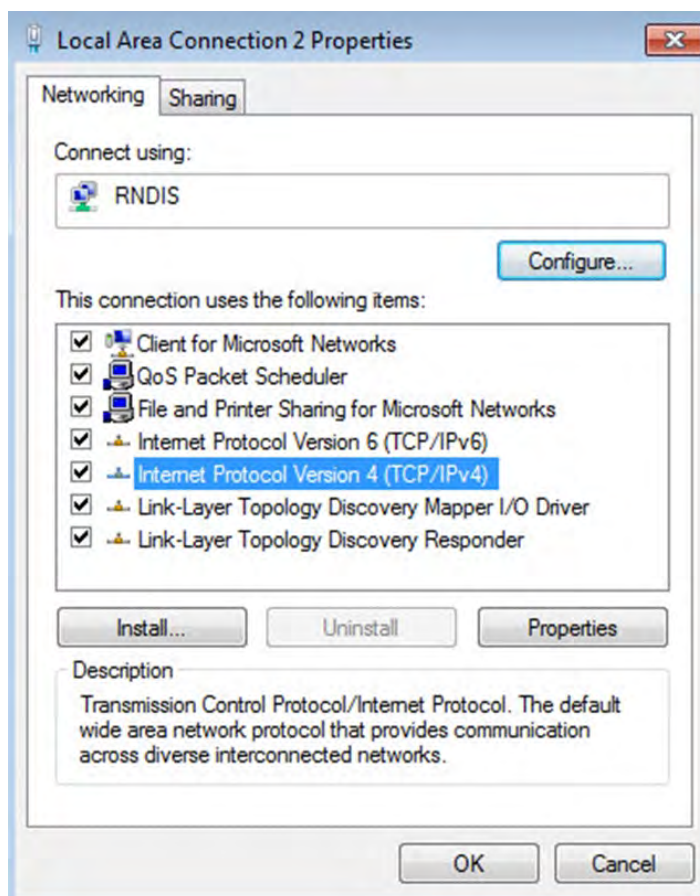 Local Area Connection 2 Properties
Networking
Sharing
Connect using:
RNDIS
Configure...
This connection uses the following items:
Client for Microsoft Networks
QoS Packet Scheduler
File and Printer Sharing for Microsoft Networks
Internet Protocol Version 6 (TCP/IPv6)
Internet Protocol Version 4 (TCP/IPv4)
Link-Layer Topology Discovery Mapper I/O Driver
Link-Layer Topology Discovery Responder
Install...
Uninstall
Properties
Description
Transmission Control Protocol/Internet Protocol. The default
wide area network protocol that provides communication
across diverse interconnected networks.
OK
Cancel